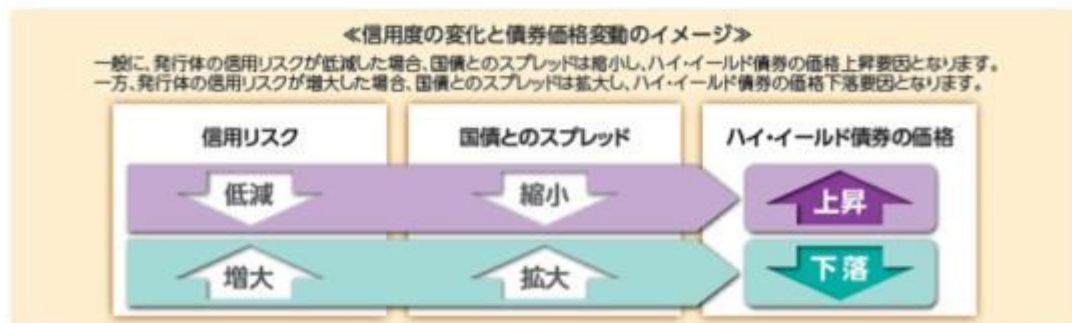 ≪信用度の変化と債券価格変動のイメージ≫
一般に、発行体の信用リスクが低減した場合、国債とのスプレッドは縮小し、ハイ・イールド債券の価格上昇要因となります。
一方、発行体の信用リスクが増大した場合、国債とのスプレッドは拡大し、ハイ・イールド債券の価格下落要因となります。
信用リスク 国債とのスプレッド ハイ・イールド債券の価格
低減 縮小 上昇
増大 拡大 下落